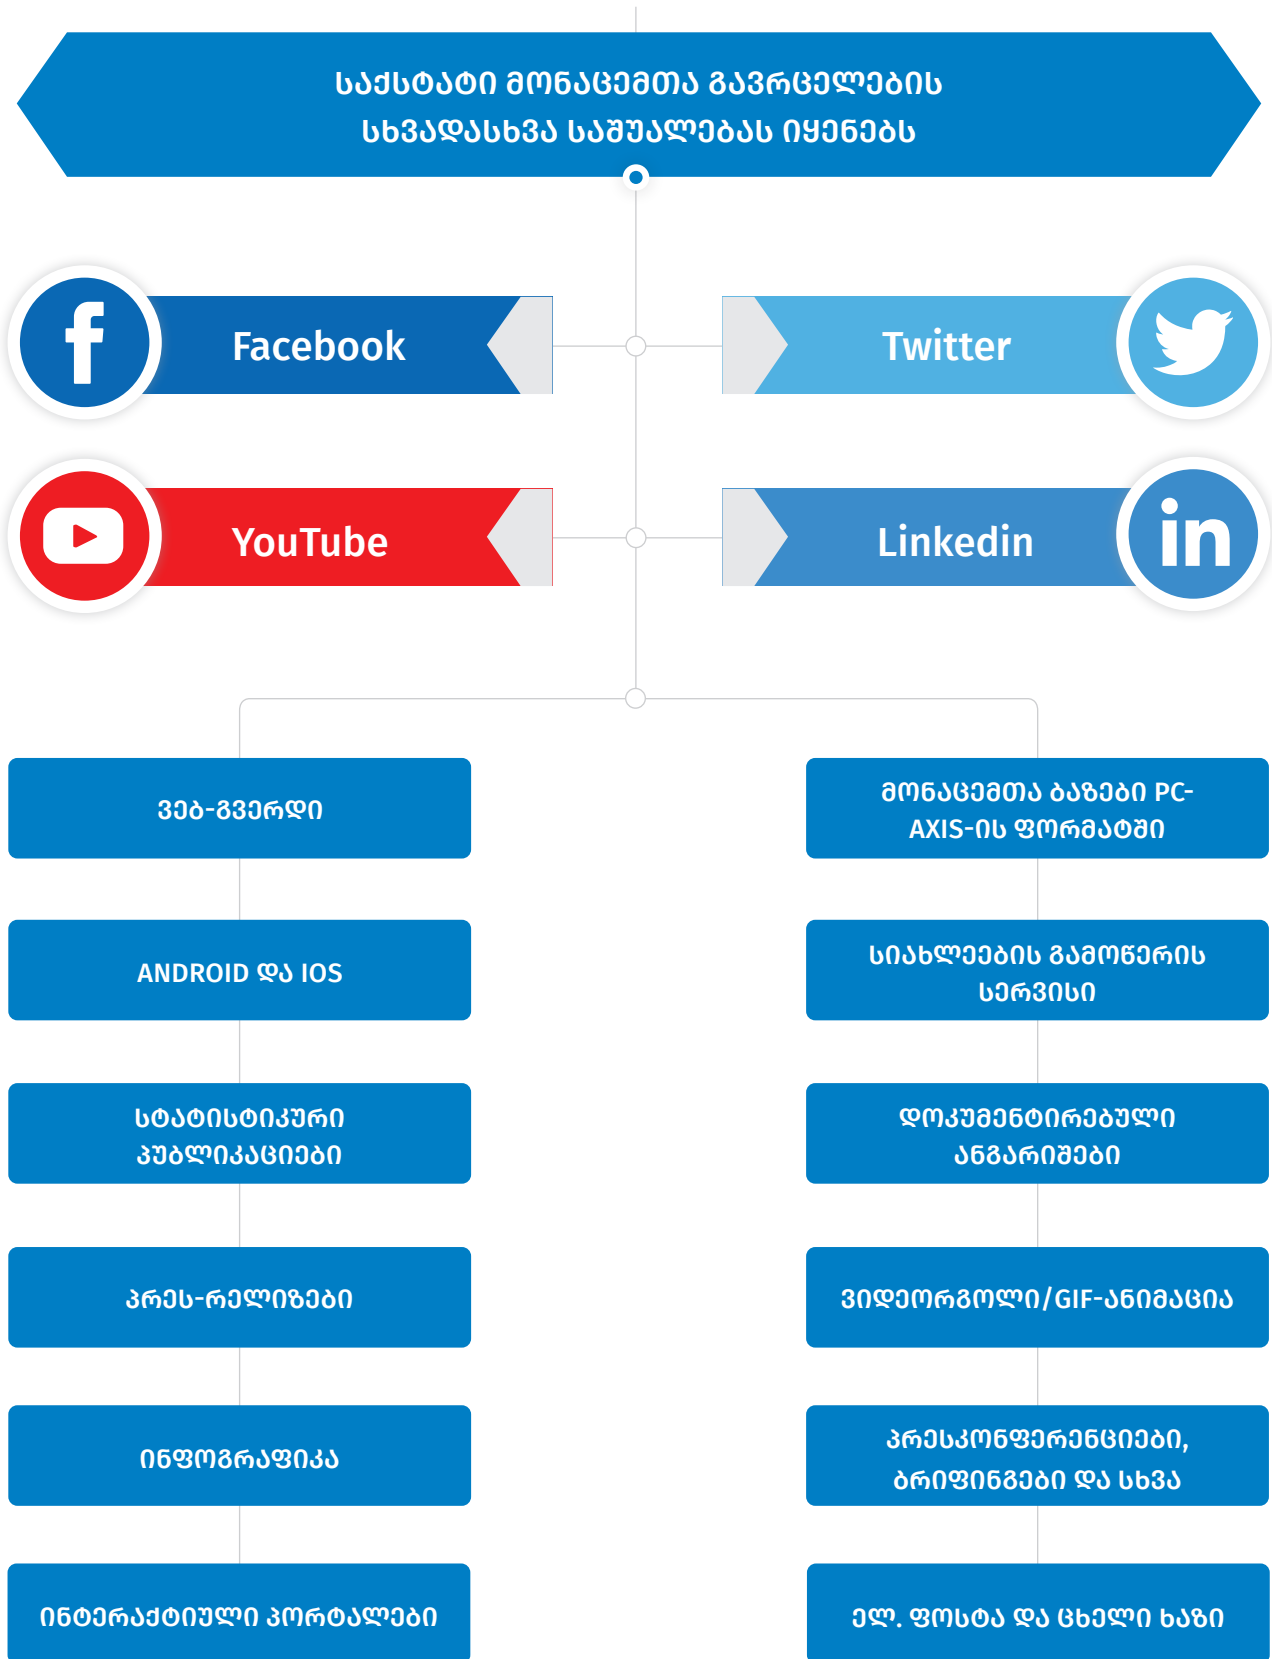 საქსტატი მონაცემთა გავრცელების
სხვადასხვა საშუალებას იყენებს
Facebook
Twitter
YouTube
Linkedin
in
ვებ-გვერდი
მონაცემთა ბაზები PC-
AXIS-ის ფორმატში
ANDROID და IOS
სიახლეების გამოწერის
სერვისი
სტატისტიკური
პუბლიკაციები
დოკუმენტირებული
ანგარიშები
პრეს-რელიზები
ვიდეორგოლი/GIF-ანიმაცია
ინფოგრაფიკა
პრესკონფერენციები,
ბრიფინგები და სხვა
ინტერაქტიული პორტალები
ელ. ფოსტა და ცხელი ხაზი